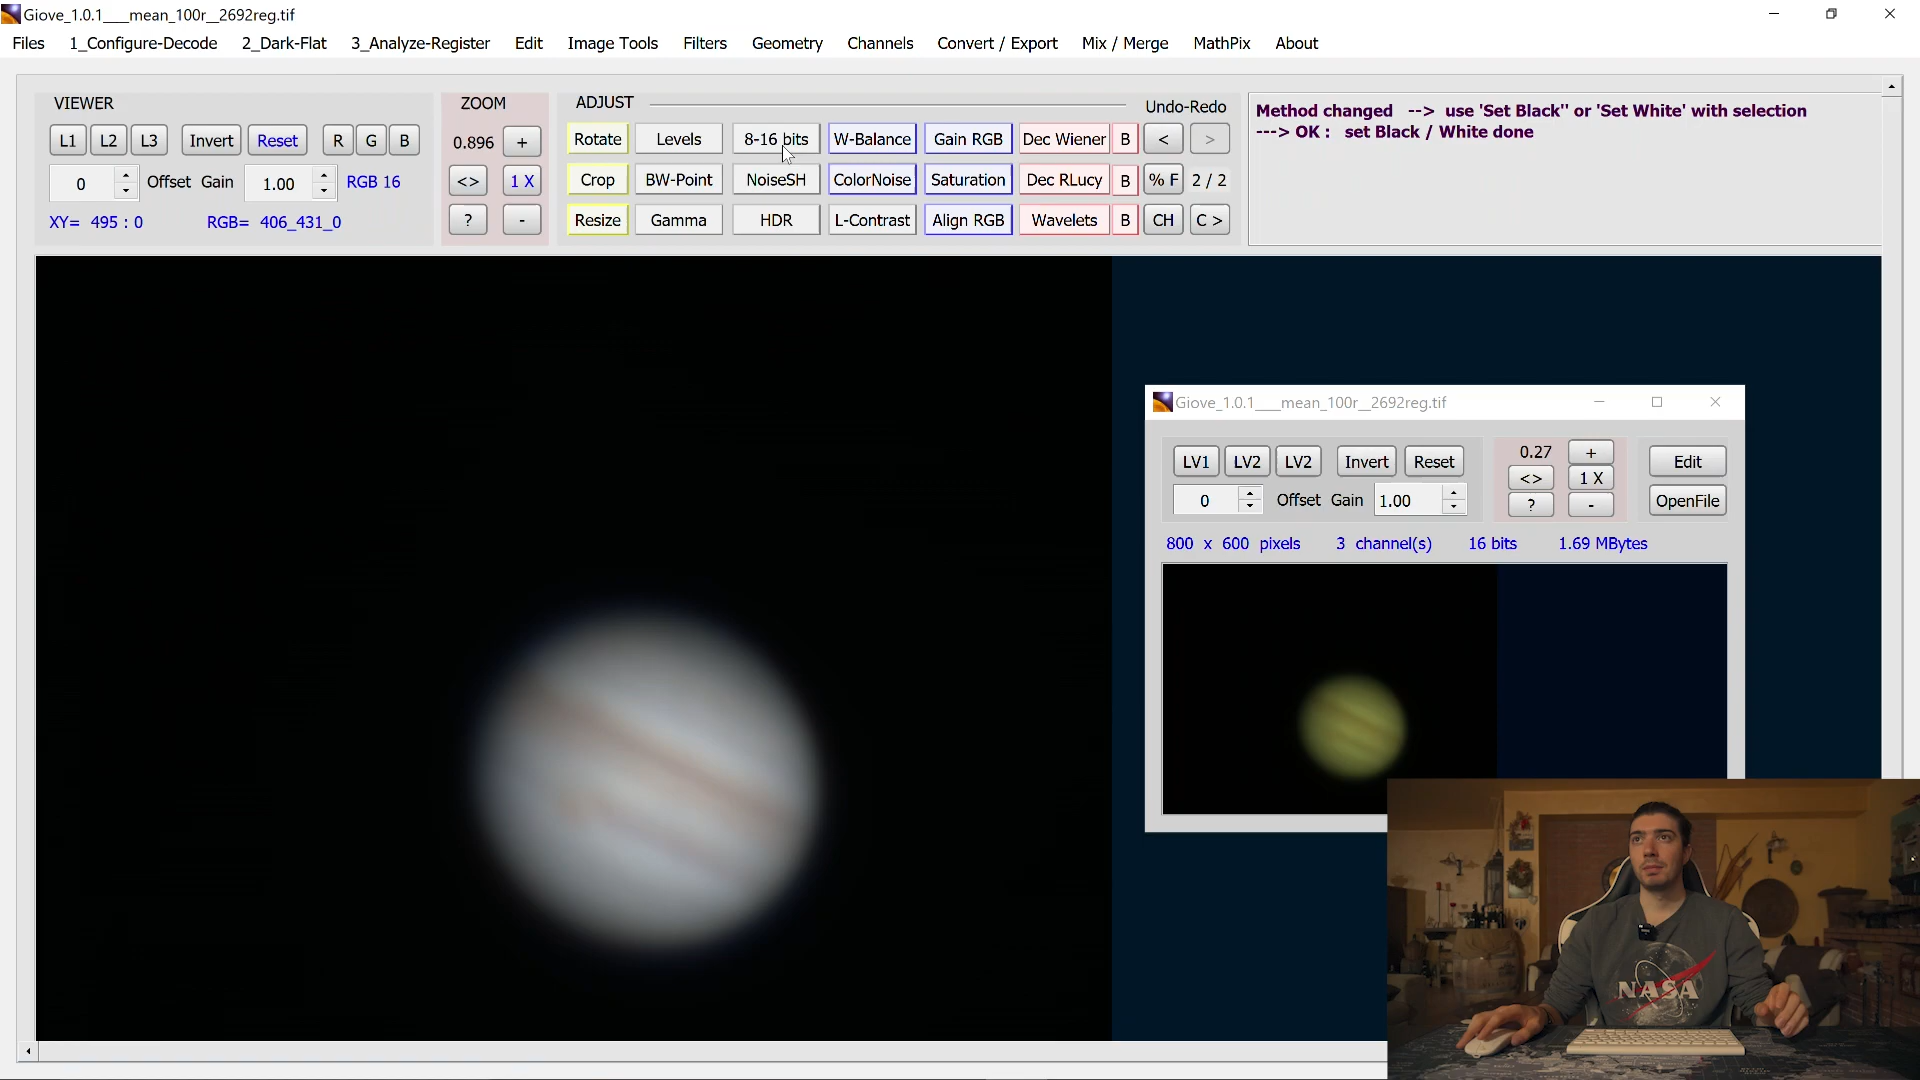 Giove_1.0.1___mean_100r__2692reg.tif
Files 1_Configure-Decode 2_Dark-Flat 3_Analyze-Register Edit Image Tools Filters Geometry Channels Convert / Export Mix / Merge MathPix About
VIEWER
L1 L2 L3 Invert Reset R G B
0 Offset Gain 1.00 RGB 16
XY= 495 : 0 RGB= 406_431_0
ZOOM
0.896 +
<> 1 X
? -
ADJUST
Rotate Levels 8-16 bits W-Balance Gain RGB Dec Wiener B
Crop BW-Point NoiseSH ColorNoise Saturation Dec RLucy B
Resize Gamma HDR L-Contrast Align RGB Wavelets B
Undo-Redo
< >
% F 2 / 2
CH C >
Method changed --> use 'Set Black" or 'Set White' with selection
---> OK : set Black / White done
Giove_1.0.1___mean_100r__2692reg.tif
LV1 LV2 LV2 Invert Reset
0 Offset Gain 1.00
0.27 +
<> 1 X
? -
Edit
OpenFile
800 x 600 pixels 3 channel(s) 16 bits 1.69 MBytes
NASA